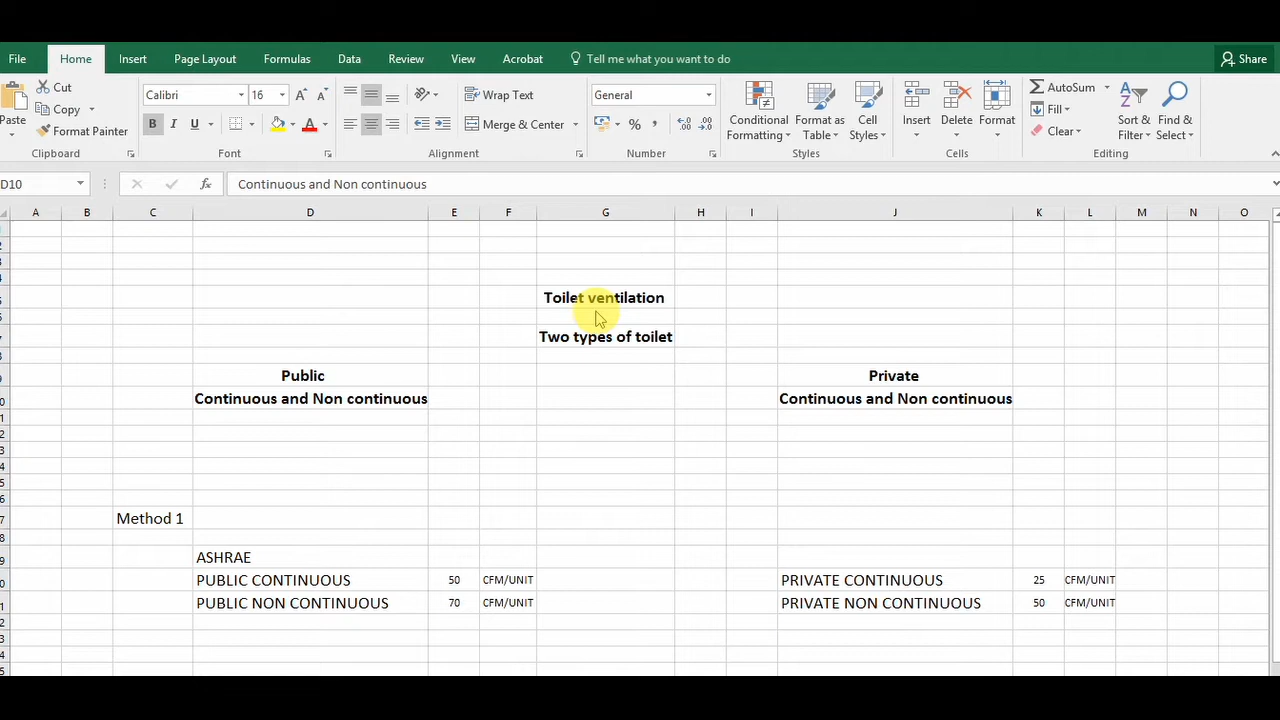 File Home Insert Page Layout Formulas Data Review View Acrobat Tell me what you want to do Share
Cut
Copy
Format Painter
Paste
Clipboard
Calibri 16
B I U
Font
Wrap Text
Merge & Center
Alignment
General
%
Number
Conditional Formatting
Format as Table
Cell Styles
Styles
Insert
Delete
Format
Cells
AutoSum
Fill
Clear
Sort & Filter
Find & Select
Editing
D10 fx Continuous and Non continuous
A B C D E F G H I J K L M N O
Toilet ventilation
Two types of toilet
Public Private
Continuous and Non continuous Continuous and Non continuous
Method 1
ASHRAE
PUBLIC CONTINUOUS 50 CFM/UNIT PRIVATE CONTINUOUS 25 CFM/UNIT
PUBLIC NON CONTINUOUS 70 CFM/UNIT PRIVATE NON CONTINUOUS 50 CFM/UNIT